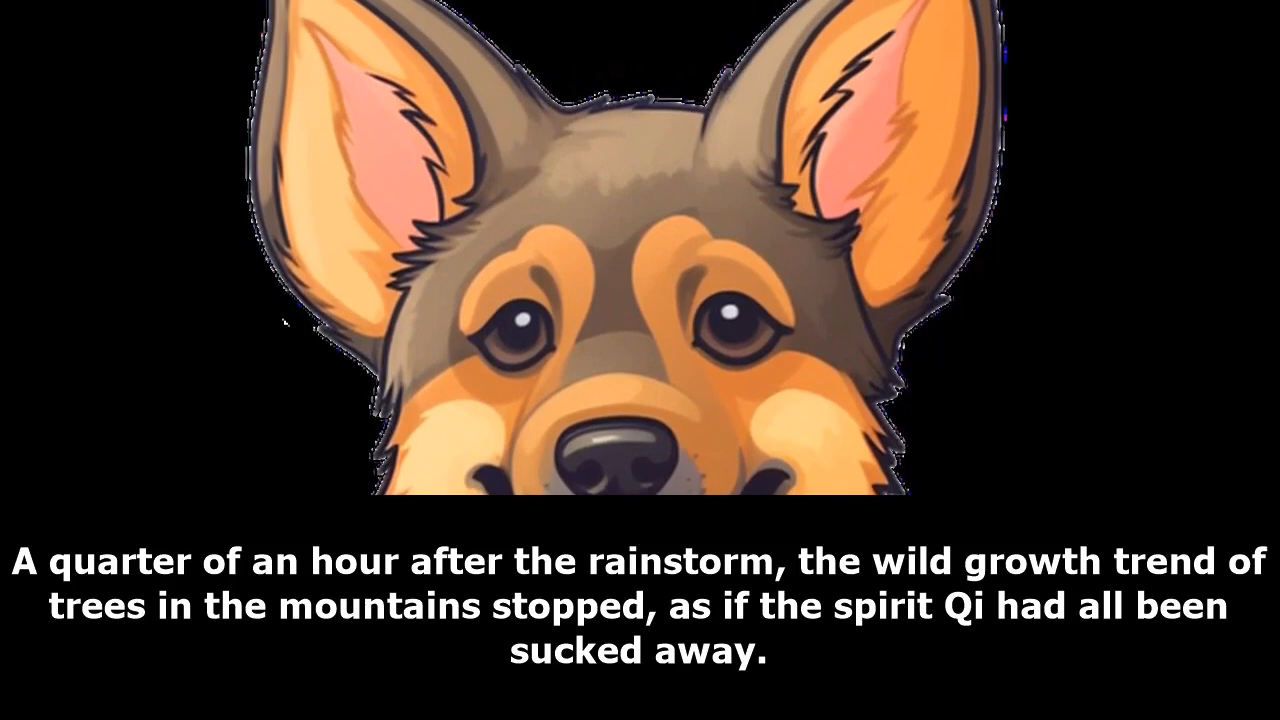 A quarter of an hour after the rainstorm, the wild growth trend of
trees in the mountains stopped, as if the spirit Qi had all been
sucked away.